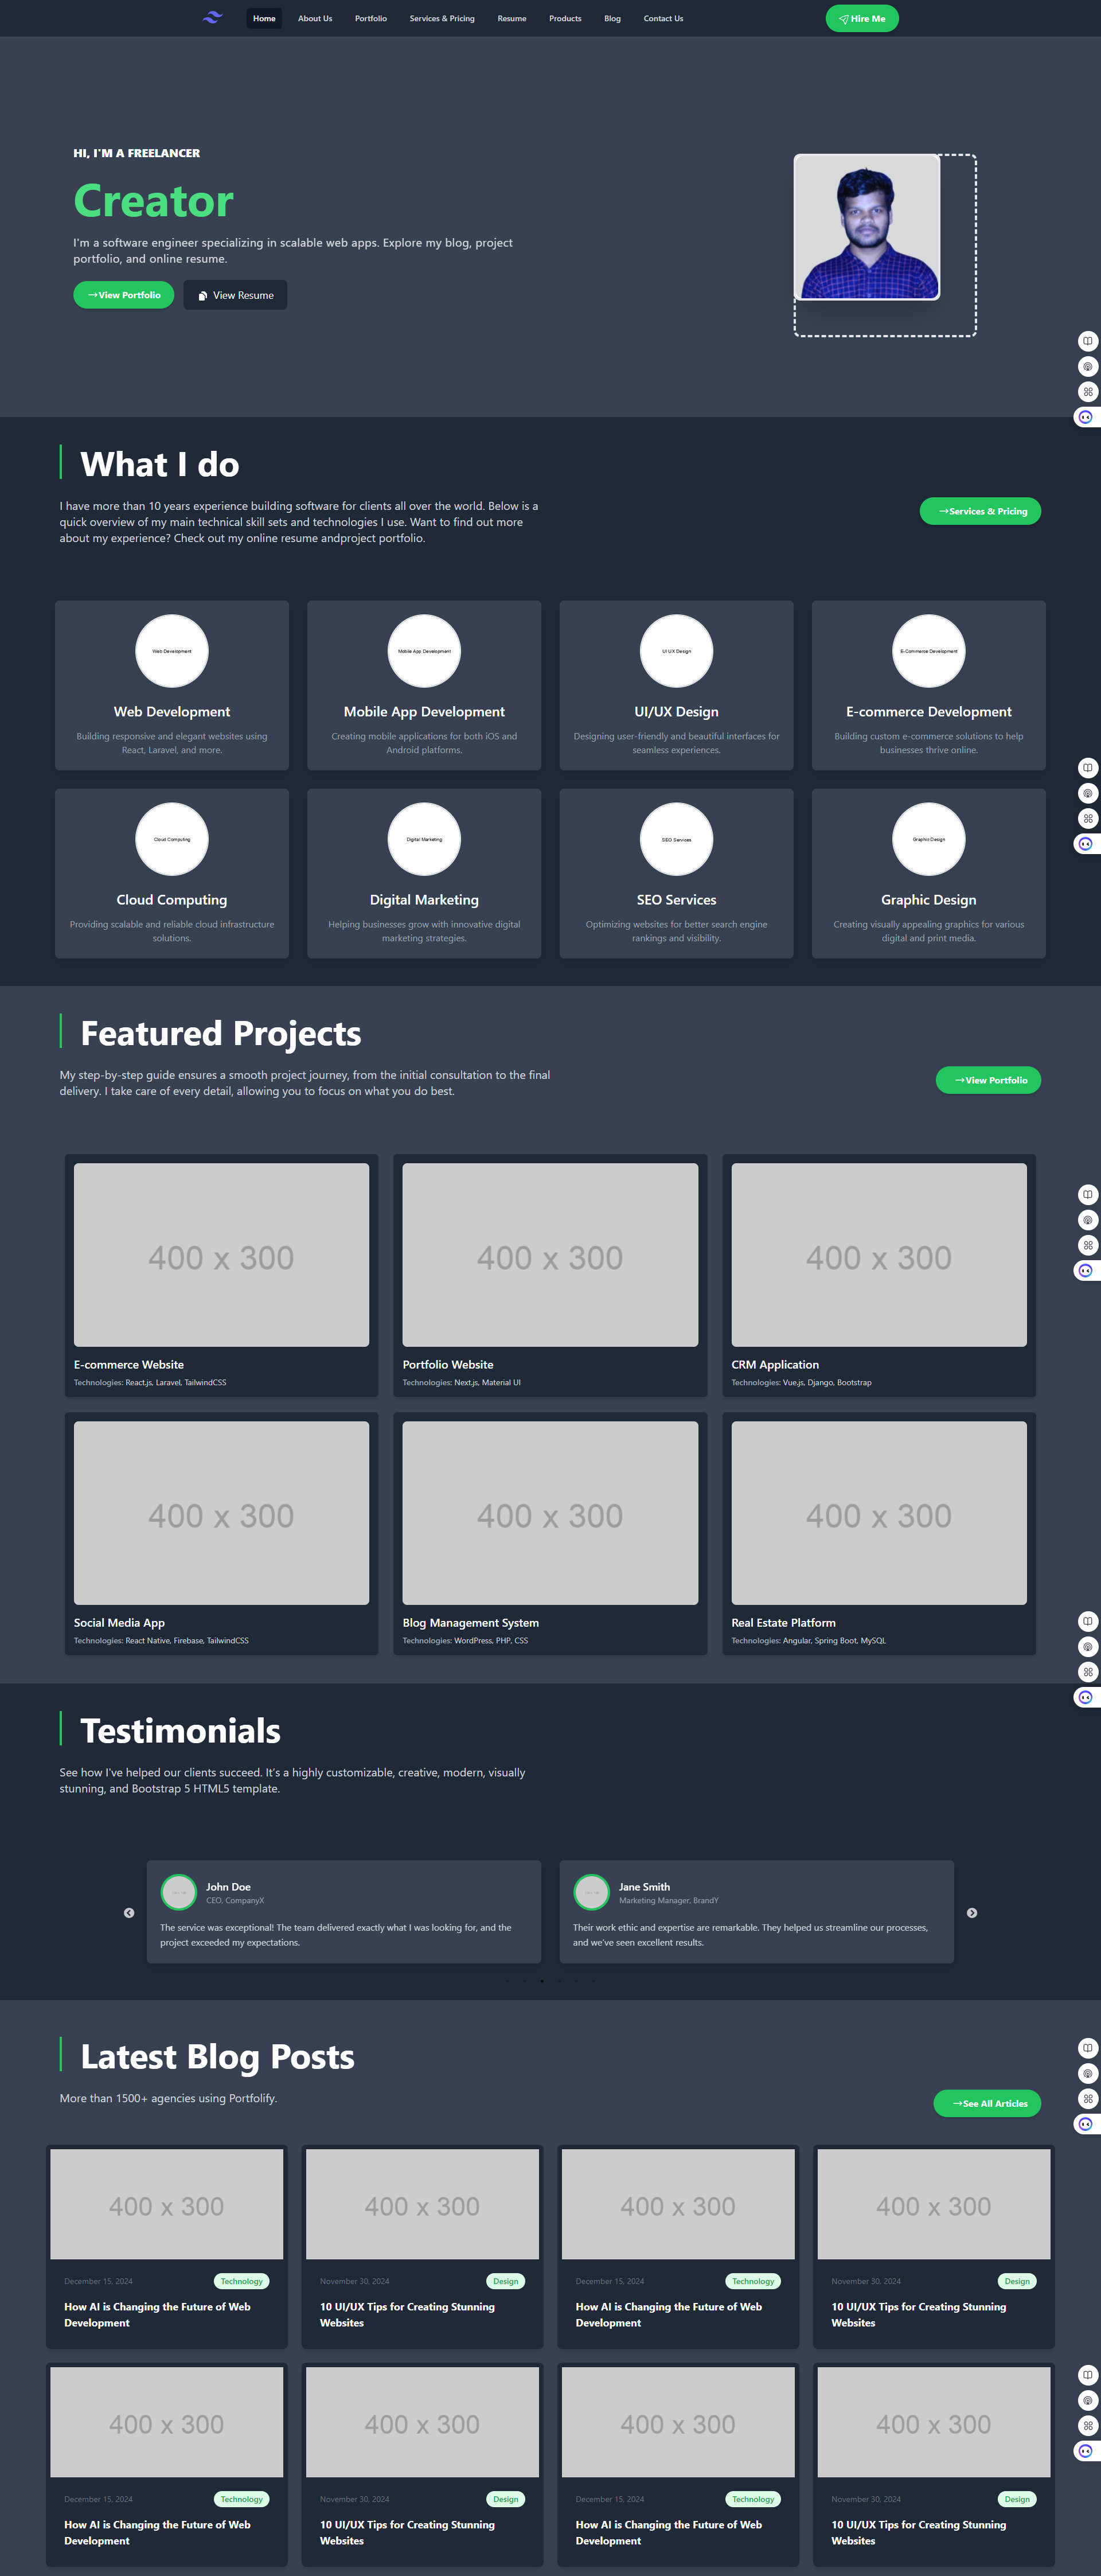 Home About Us Portfolio Services & Pricing Resume Products Blog Contact Us Hire Me
HI, I'M A FREELANCER
Creator
I'm a software engineer specializing in scalable web apps. Explore my blog, project
portfolio, and online resume.
→View Portfolio View Resume
What I do
I have more than 10 years experience building software for clients all over the world. Below is a
quick overview of my main technical skill sets and technologies I use. Want to find out more
about my experience? Check out my online resume andproject portfolio.
→Services & Pricing
Web Development Mobile App Development UI UX Design E-Commerce Development
Web Development Mobile App Development UI/UX Design E-commerce Development
Building responsive and elegant websites using
React, Laravel, and more.
Creating mobile applications for both iOS and
Android platforms.
Designing user-friendly and beautiful interfaces for
seamless experiences.
Building custom e-commerce solutions to help
businesses thrive online.
Cloud Computing Digital Marketing SEO Services Graphic Design
Cloud Computing Digital Marketing SEO Services Graphic Design
Providing scalable and reliable cloud infrastructure
solutions.
Helping businesses grow with innovative digital
marketing strategies.
Optimizing websites for better search engine
rankings and visibility.
Creating visually appealing graphics for various
digital and print media.
Featured Projects
My step-by-step guide ensures a smooth project journey, from the initial consultation to the final
delivery. I take care of every detail, allowing you to focus on what you do best.
→View Portfolio
400 x 300 400 x 300 400 x 300
E-commerce Website
Technologies: React.js, Laravel, TailwindCSS
Portfolio Website
Technologies: Next.js, Material UI
CRM Application
Technologies: Vue.js, Django, Bootstrap
400 x 300 400 x 300 400 x 300
Social Media App
Technologies: React Native, Firebase, TailwindCSS
Blog Management System
Technologies: WordPress, PHP, CSS
Real Estate Platform
Technologies: Angular, Spring Boot, MySQL
Testimonials
See how I've helped our clients succeed. It's a highly customizable, creative, modern, visually
stunning, and Bootstrap 5 HTML5 template.
John Doe
CEO, CompanyX
The service was exceptional! The team delivered exactly what I was looking for, and the
project exceeded my expectations.
Jane Smith
Marketing Manager, BrandY
Their work ethic and expertise are remarkable. They helped us streamline our processes,
and we've seen excellent results.
Latest Blog Posts
More than 1500+ agencies using Portfolify.
→See All Articles
400 x 300 400 x 300 400 x 300 400 x 300
December 15, 2024 Technology
How AI is Changing the Future of Web
Development
November 30, 2024 Design
10 UI/UX Tips for Creating Stunning
Websites
December 15, 2024 Technology
How AI is Changing the Future of Web
Development
November 30, 2024 Design
10 UI/UX Tips for Creating Stunning
Websites
400 x 300 400 x 300 400 x 300 400 x 300
December 15, 2024 Technology
How AI is Changing the Future of Web
Development
November 30, 2024 Design
10 UI/UX Tips for Creating Stunning
Websites
December 15, 2024 Technology
How AI is Changing the Future of Web
Development
November 30, 2024 Design
10 UI/UX Tips for Creating Stunning
Websites